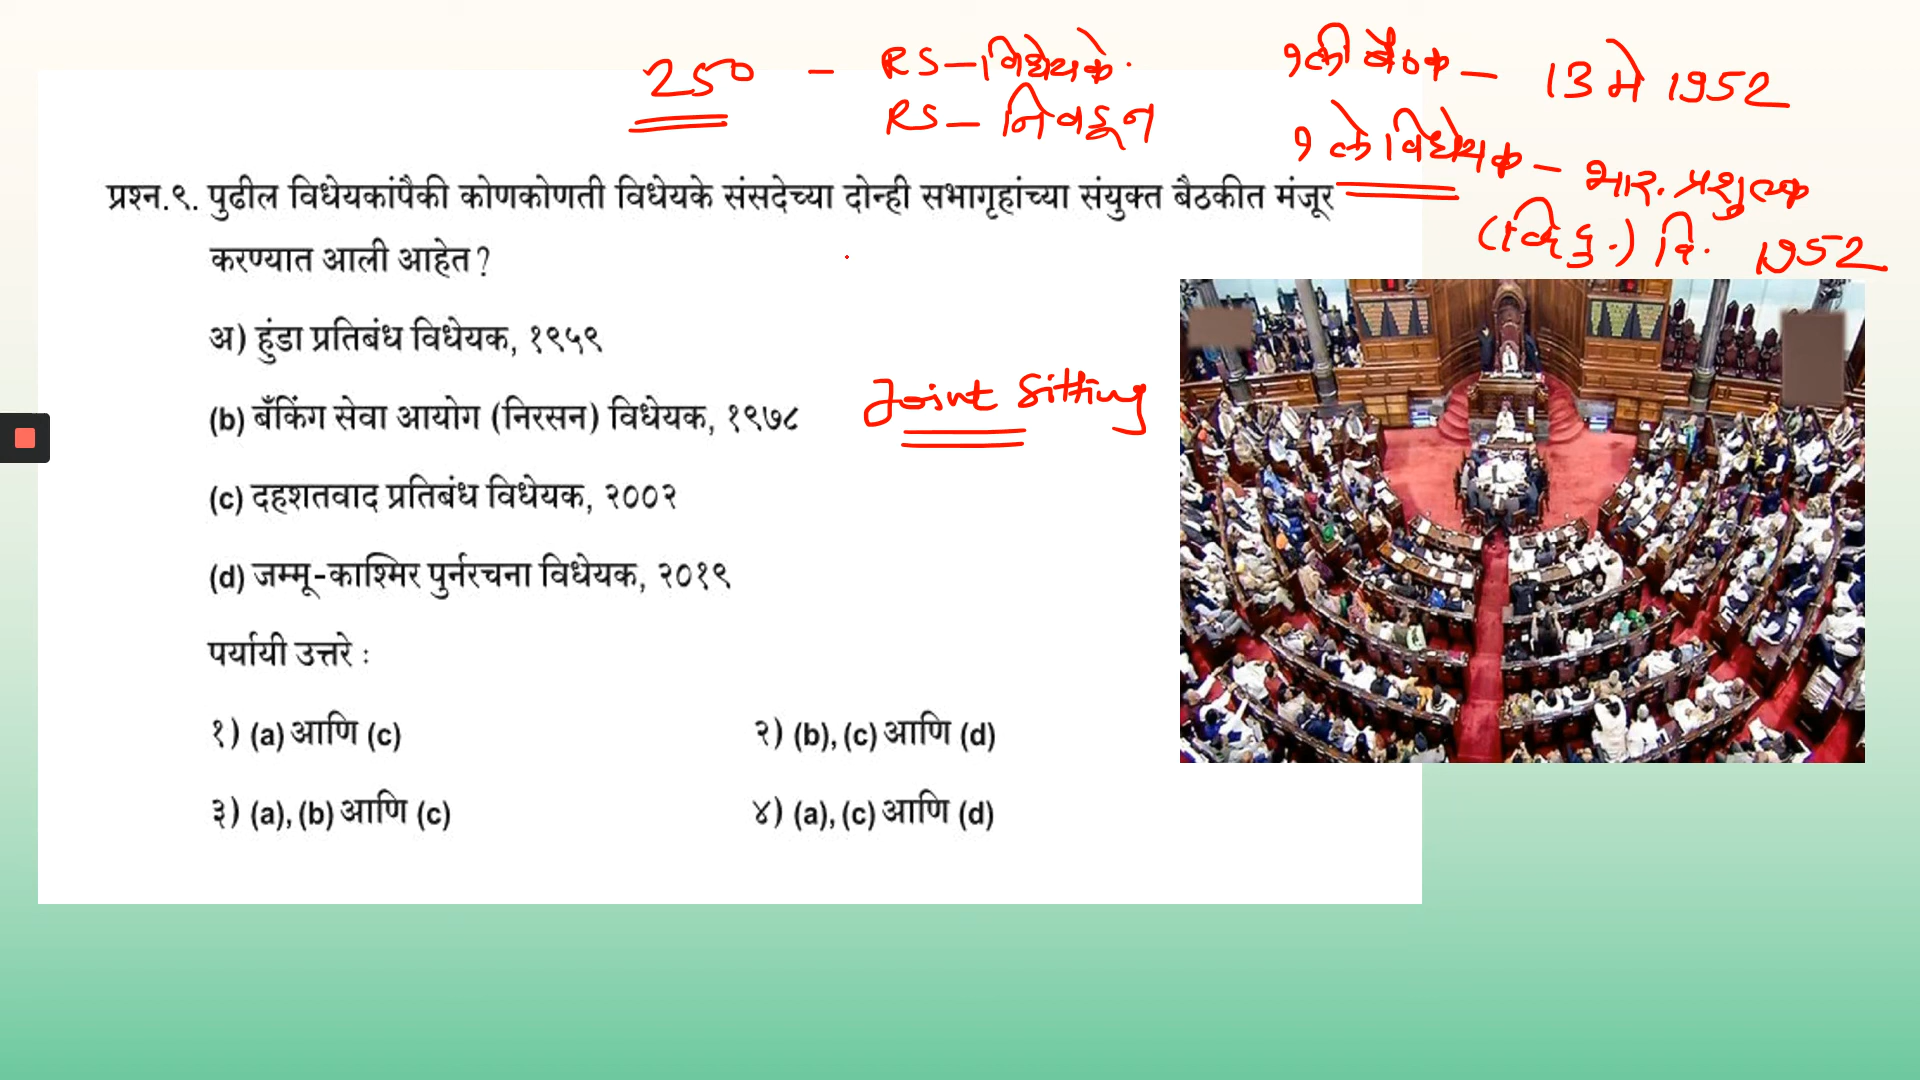 250 - RS - विधेयके.
RS - निवडून
१ली बैठक - 13 मे 1952
१ ले विधेयक - भार. प्रशुल्क
(द्वि दु.) वि. 1952
प्रश्न.९. पुढील विधेयकांपैकी कोणकोणती विधेयके संसदेच्या दोन्ही सभागृहांच्या संयुक्त बैठकीत मंजूर
करण्यात आली आहेत?
अ) हुंडा प्रतिबंध विधेयक, १९५९
(b) बँकिंग सेवा आयोग (निरसन) विधेयक, १९७८
Joint Sitting
(c) दहशतवाद प्रतिबंध विधेयक, २००२
(d) जम्मू-काश्मिर पुर्नरचना विधेयक, २०१९
पर्यायी उत्तरे :
१) (a) आणि (c) २) (b), (c) आणि (d)
३) (a), (b) आणि (c) ४) (a), (c) आणि (d)